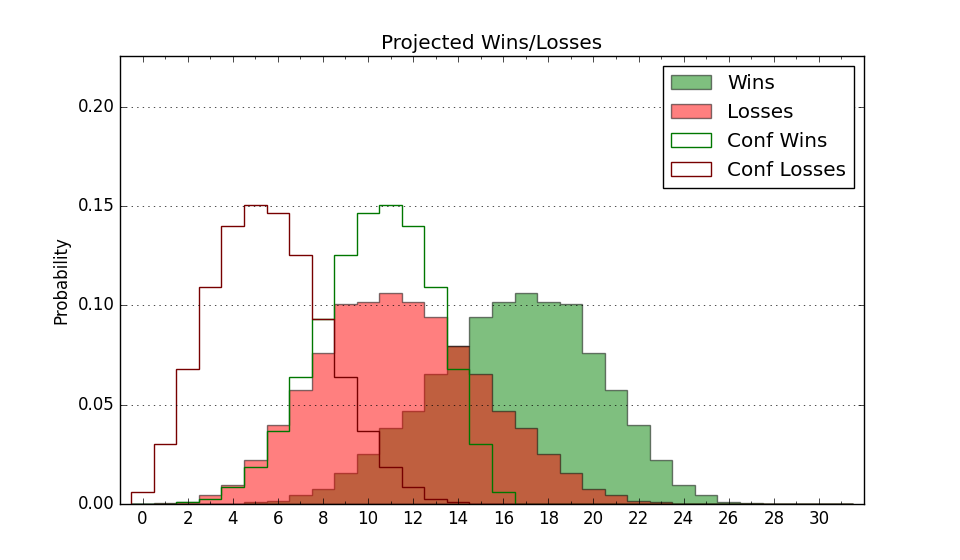 Projected Wins/Losses
Wins
Losses
Conf Wins
Conf Losses
Probability
0.20
0.15
0.10
0.05
0.00
0 2 4 6 8 10 12 14 16 18 20 22 24 26 28 30